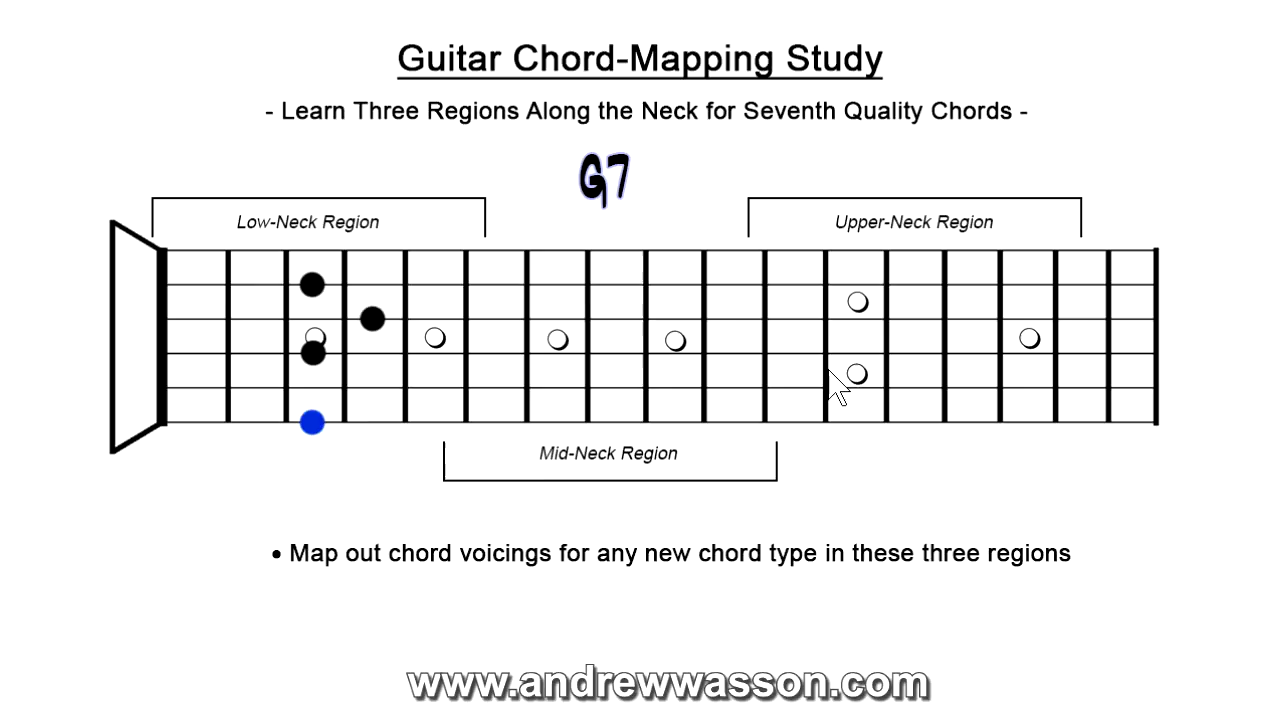 Guitar Chord-Mapping Study
- Learn Three Regions Along the Neck for Seventh Quality Chords -
G7
Low-Neck Region
Upper-Neck Region
Mid-Neck Region
• Map out chord voicings for any new chord type in these three regions
www.andrewwasson.com